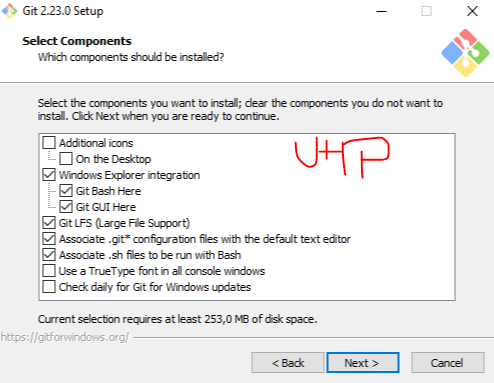 Git 2.23.0 Setup
Select Components
Which components should be installed?
Select the components you want to install; clear the components you do not want to
install. Click Next when you are ready to continue.
Additional icons
On the Desktop
Windows Explorer integration
Git Bash Here
Git GUI Here
Git LFS (Large File Support)
Associate .git* configuration files with the default text editor
Associate .sh files to be run with Bash
Use a TrueType font in all console windows
Check daily for Git for Windows updates
Current selection requires at least 253,0 MB of disk space.
https://gitforwindows.org/
< Back
Next >
Cancel